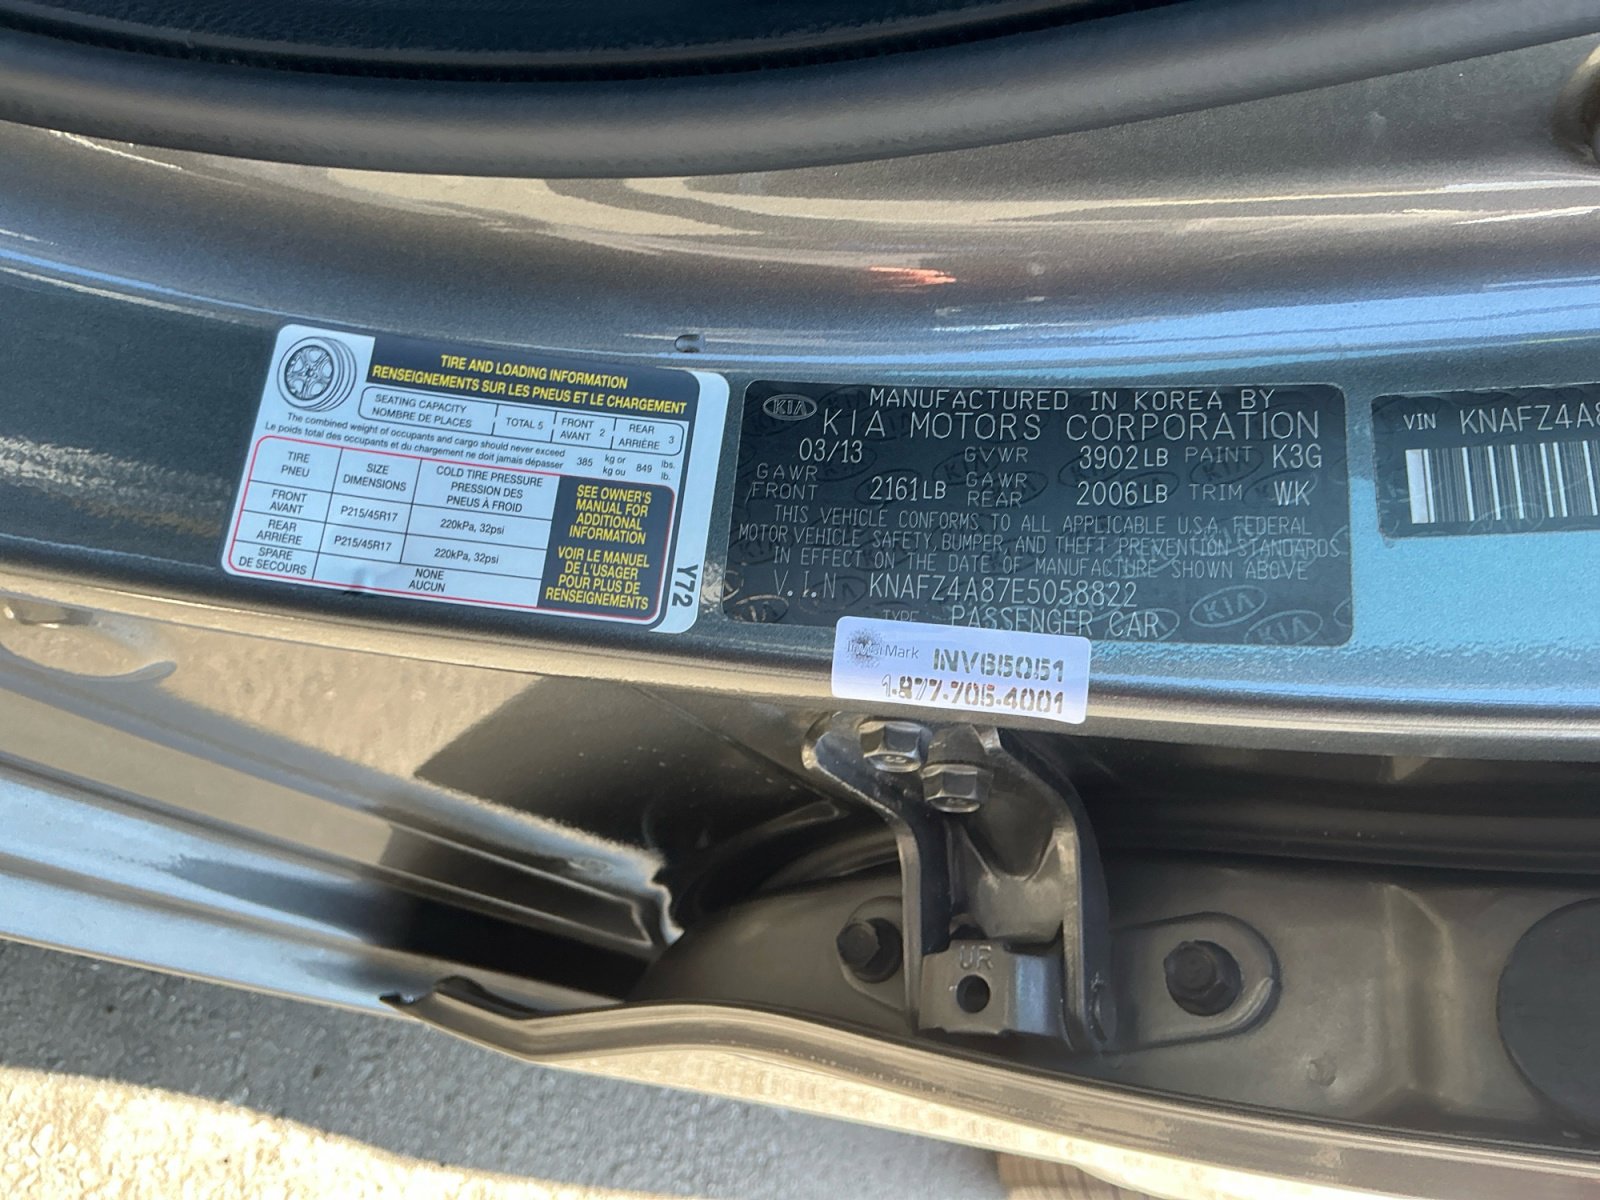 TIRE AND LOADING INFORMATION
RENSEIGNEMENTS SUR LES PNEUS ET LE CHARGEMENT
SEATING CAPACITY
NOMBRE DE PLACES
TOTAL 5
FRONT
AVANT 2
REAR
ARRIÈRE 3
The combined weight of occupants and cargo should never exceed
Le poids total des occupants et du chargement ne doit jamais dépasser
385 kg or
kg ou
849 lbs.
lb.
TIRE
PNEU
SIZE
DIMENSIONS
COLD TIRE PRESSURE
PRESSION DES
PNEUS À FROID
FRONT
AVANT
P215/45R17
220kPa, 32psi
REAR
ARRIÈRE
P215/45R17
220kPa, 32psi
SPARE
DE SECOURS
NONE
AUCUN
SEE OWNER'S
MANUAL FOR
ADDITIONAL
INFORMATION
VOIR LE MANUEL
DE L'USAGER
POUR PLUS DE
RENSEIGNEMENTS
Y72
KIA
MANUFACTURED IN KOREA BY
KIA MOTORS CORPORATION
03/13 GVWR 3902LB PAINT K3G
GAWR
FRONT 2161LB GAWR
REAR 2006LB TRIM WK
THIS VEHICLE CONFORMS TO ALL APPLICABLE U.S.A. FEDERAL
MOTOR VEHICLE SAFETY, BUMPER, AND THEFT PREVENTION STANDARDS
IN EFFECT ON THE DATE OF MANUFACTURE SHOWN ABOVE
V.I.N KNAFZ4A87E5058822
TYPE PASSENGER CAR
KIA
KIA
VIN KNAFZ4A8
Mark INV65051
1.877.705.4001
UR